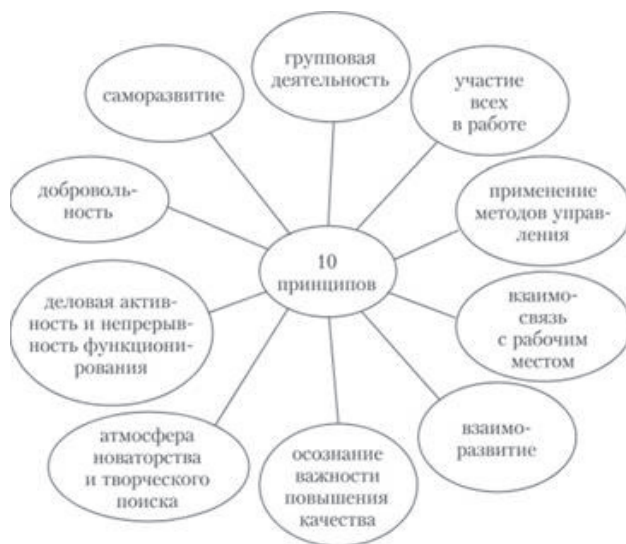 групповая
деятельность
участие
всех
в работе
применение
методов управ-
ления
взаимо-
связь
с рабочим
местом
взаимо-
развитие
осознание
важности
повышения
качества
атмосфера
новаторства
и творческого
поиска
деловая актив-
ность и непрерыв-
ность функциони-
рования
доброволь-
ность
саморазвитие
10
принципов